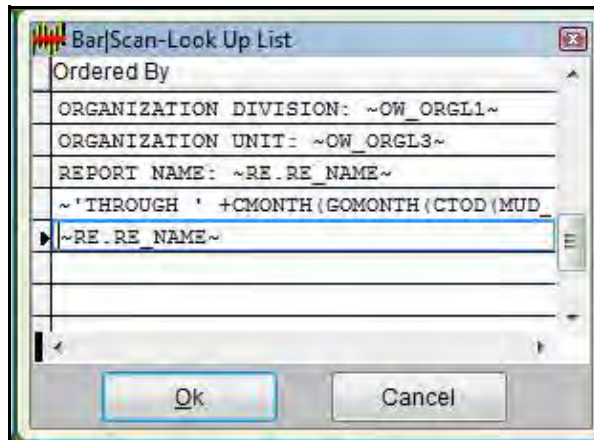 Bar|Scan-Look Up List
Ordered By
ORGANIZATION DIVISION: ~OW_ORGL1~
ORGANIZATION UNIT: ~OW_ORGL3~
REPORT NAME: ~RE.RE_NAME~
~'THROUGH ' +CMONTH(GOMONTH(CTOD(MUD_
~RE.RE_NAME~
Ok Cancel